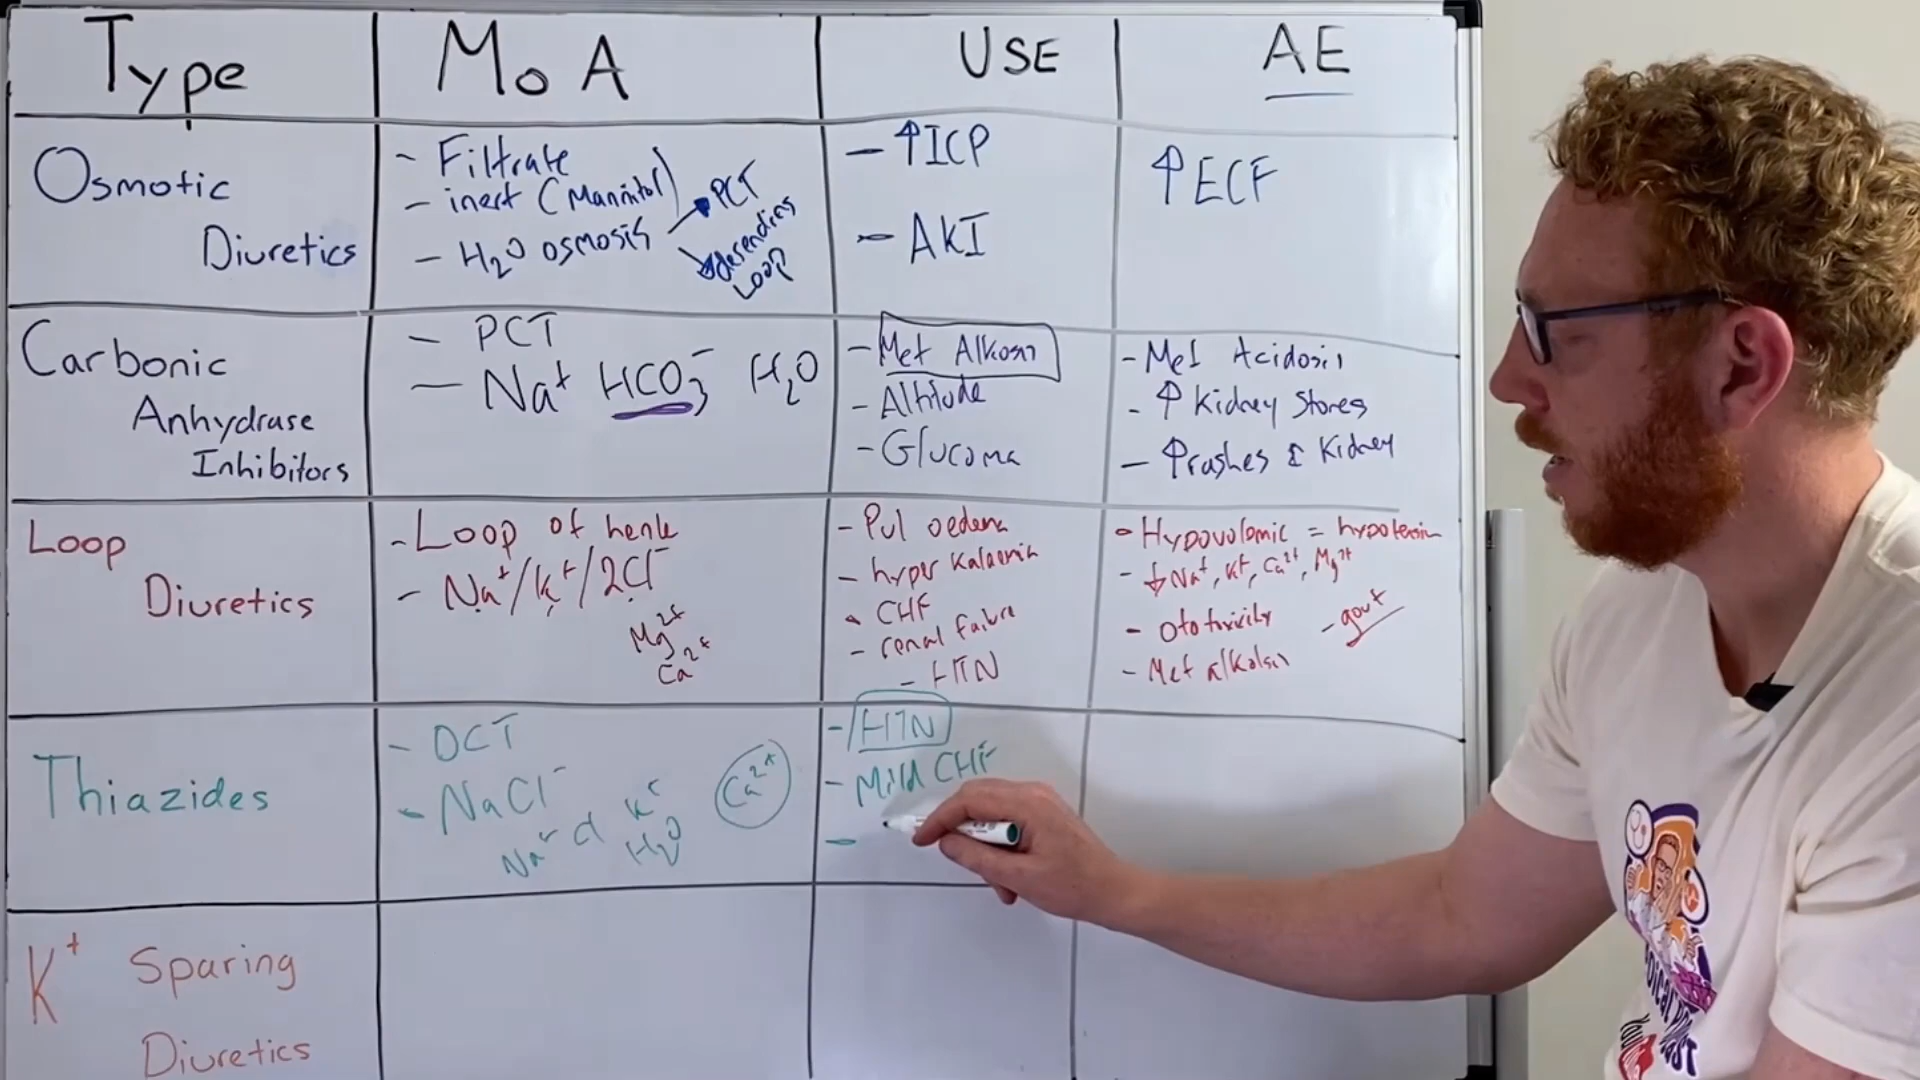 Type
MoA
USE
AE
Osmotic
Diuretics
- Filtrate
- inert (Mannitol)
- H2O osmosis
PCT
desending
Loop
- ↑ICP
- AKI
↑ECF
Carbonic
Anhydrase
Inhibitors
- PCT
- Na+ HCO3- H2O
- Met Alkosis
- Altitude
- Glucoma
- Met Acidosis
- ↑ Kidney Stores
- ↑rashes & Kidney
Loop
Diuretics
- Loop of henle
- Na+/K+/2Cl-
Mg2+
Ca2+
- Pul oedema
- hyper kalaemia
- CHF
- renal failure
- HTN
- Hypovolemic = hypotension
- ↓Na+, K+, Ca2+, Mg2+
- Ototoxicity
- gout
- Met alkalsis
Thiazides
- DCT
- NaCl-
Na+ Cl
K+
H2O
Ca2+
- HTN
- Mild CHF
-
K+ Sparing
Diuretics